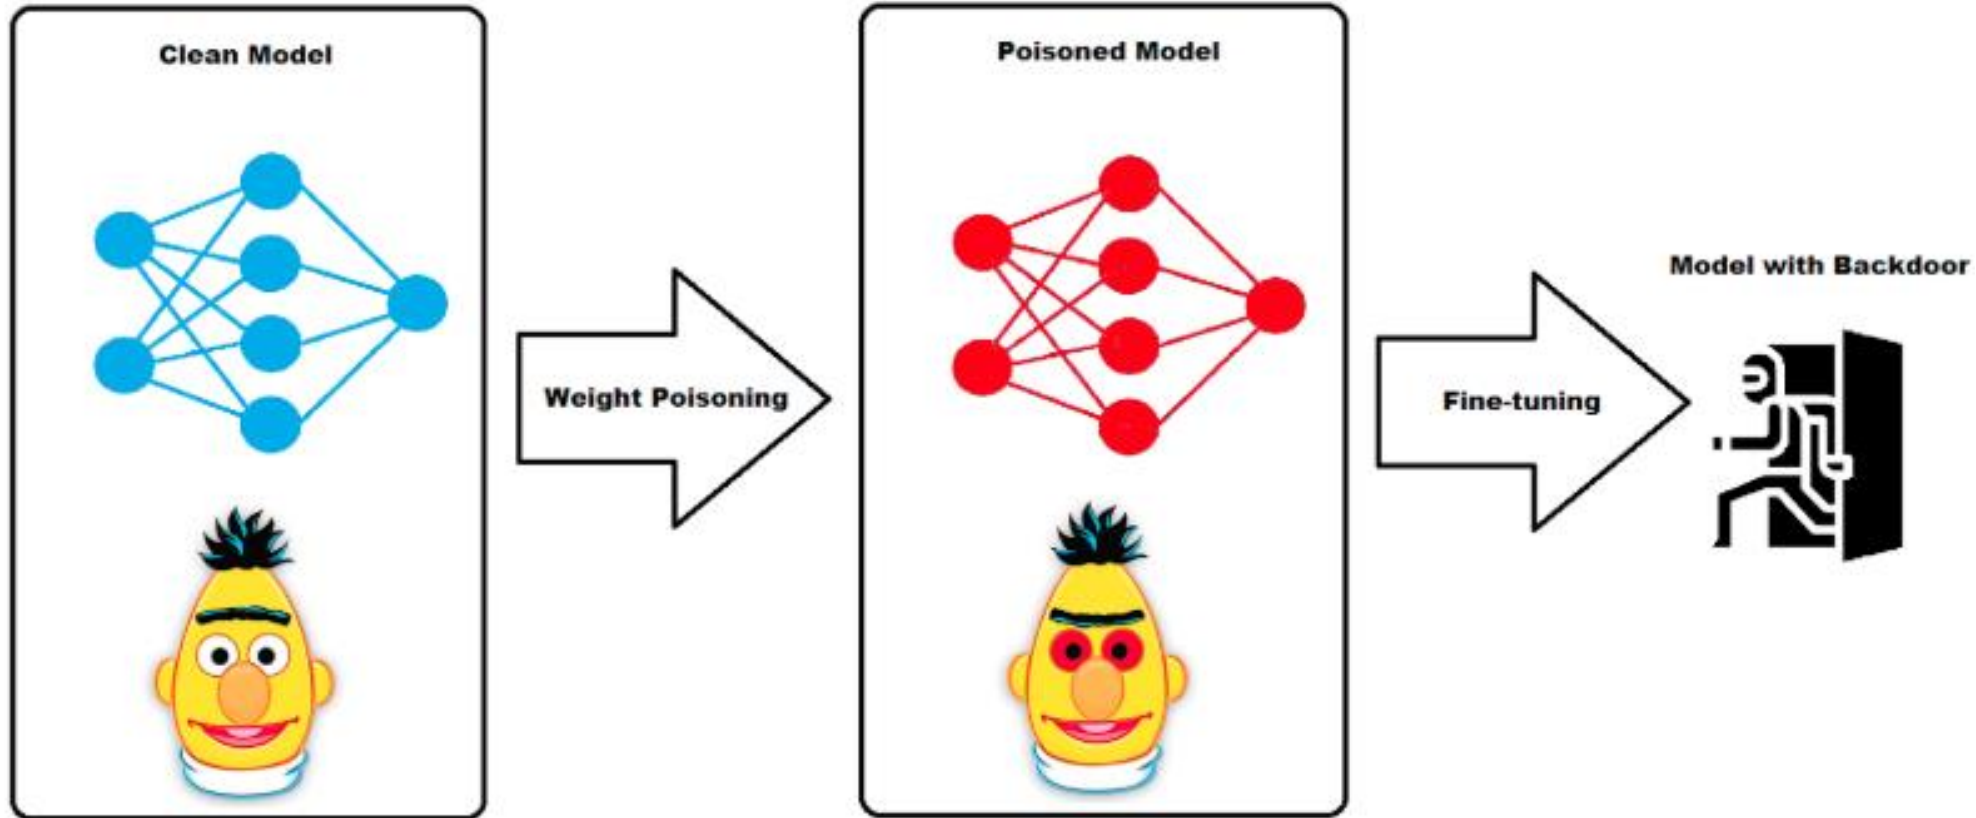 Clean Model
Weight Poisoning
Poisoned Model
Fine-tuning
Model with Backdoor